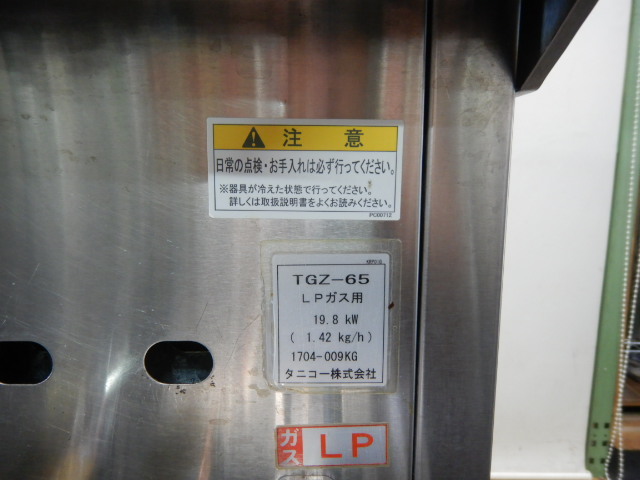 注 意
日常の点検・お手入れは必ず行ってください。
※器具が冷えた状態で行ってください。
詳しくは取扱説明書をよくお読みください。
PC00712
TGZ-65
LPガス用
19.8 kW
( 1.42 kg/h)
1704-009KG
タニコー株式会社
ガス LP